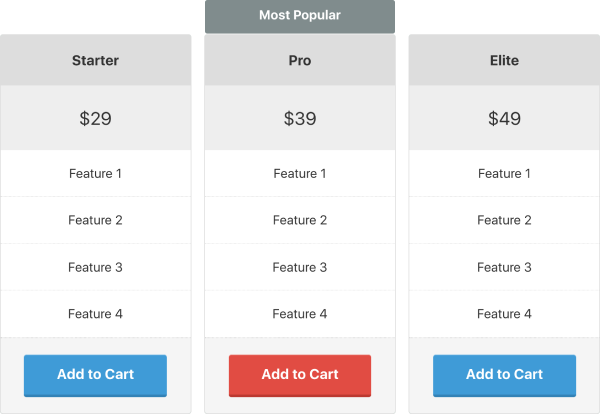 Most Popular
Starter
$29
Feature 1
Feature 2
Feature 3
Feature 4
Add to Cart
Pro
$39
Feature 1
Feature 2
Feature 3
Feature 4
Add to Cart
Elite
$49
Feature 1
Feature 2
Feature 3
Feature 4
Add to Cart